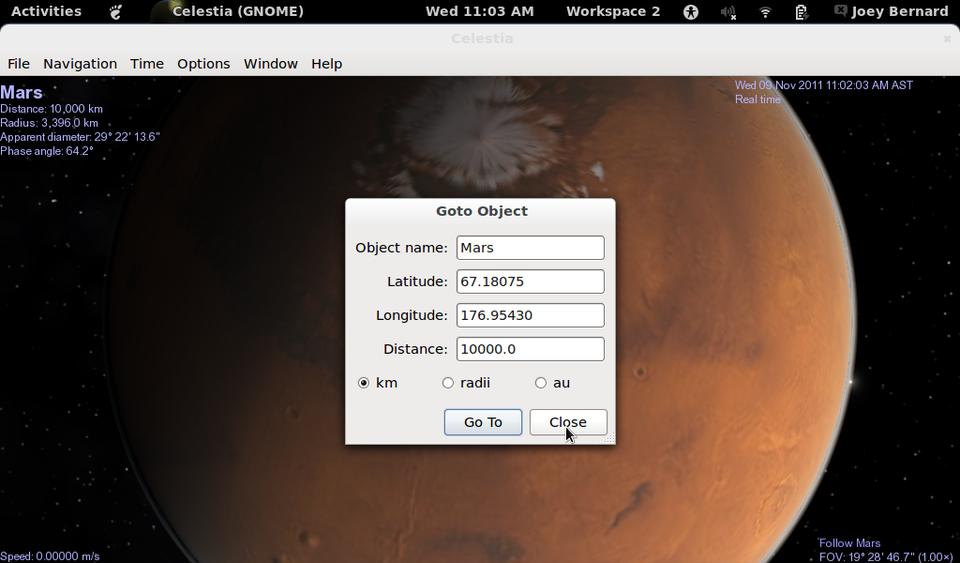 Activities Celestia (GNOME) Wed 11:03 AM Workspace 2 Joey Bernard
Celestia
File Navigation Time Options Window Help
Mars
Distance: 10,000 km
Radius: 3,396.0 km
Apparent diameter: 29° 22' 13.6"
Phase angle: 64.2°
Wed 09 Nov 2011 11:02:03 AM AST
Real time
Goto Object
Object name: Mars
Latitude: 67.18075
Longitude: 176.95430
Distance: 10000.0
km radii au
Go To Close
Speed: 0.00000 m/s
Follow Mars
FOV: 19° 28' 46.7" (1.00×)